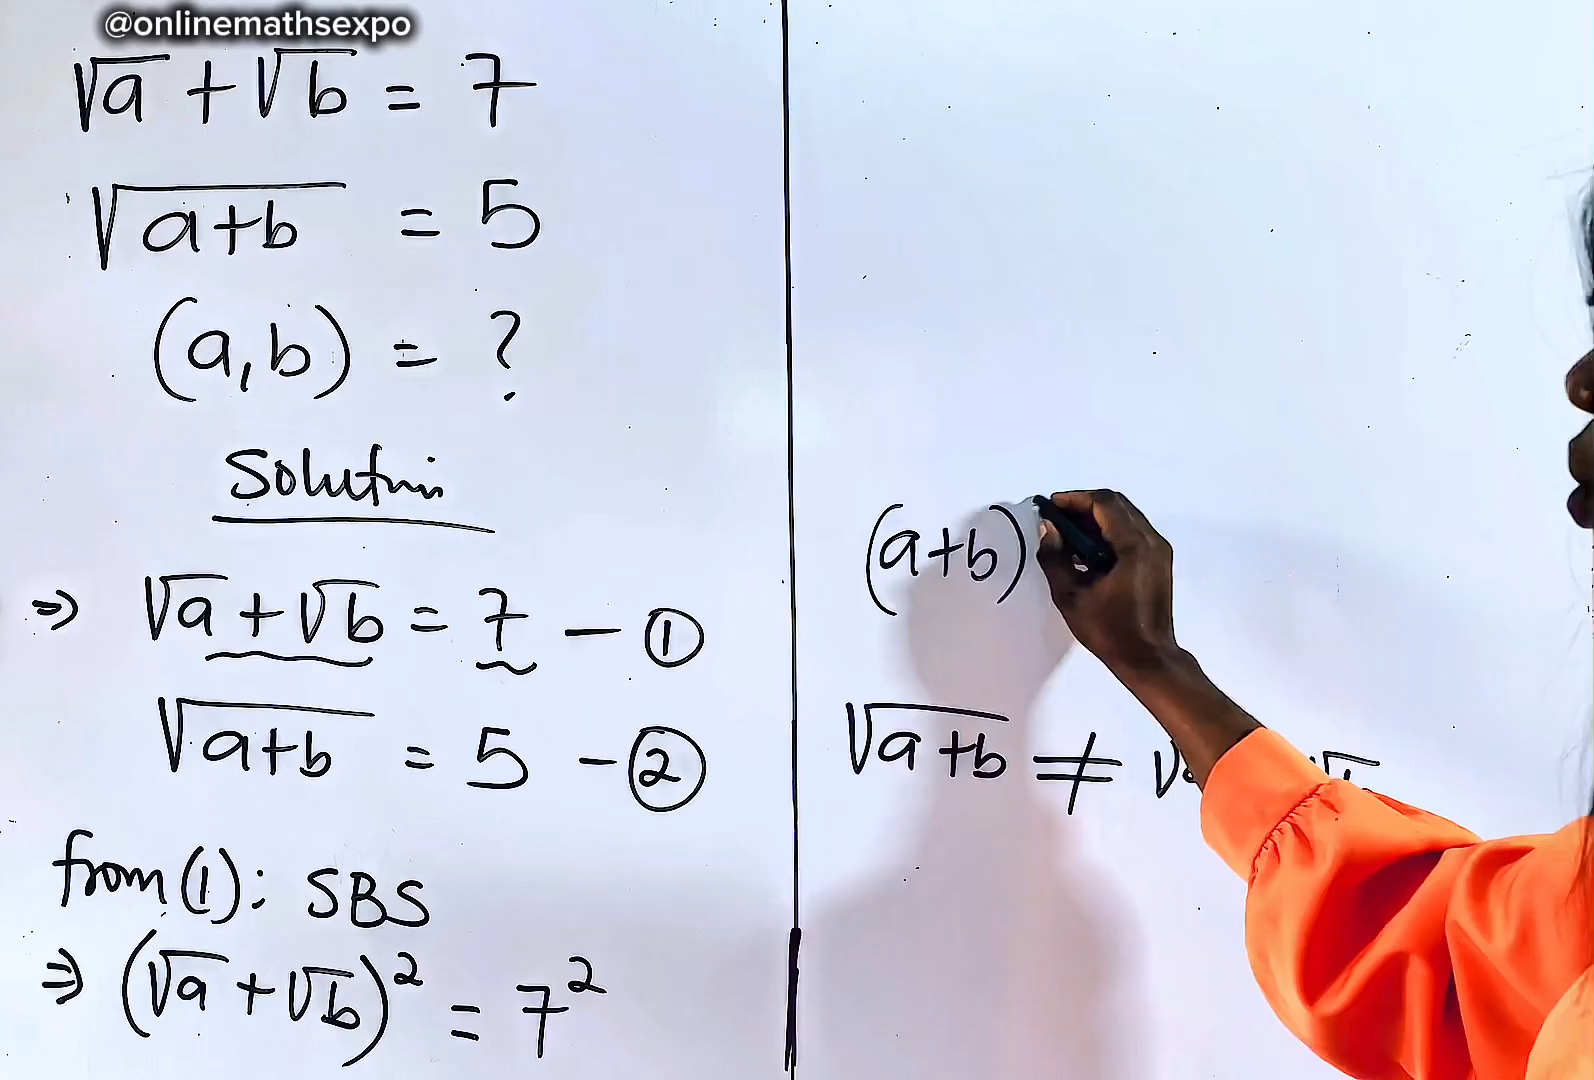 @onlinemathsexpo
√a + √b = 7
√(a+b) = 5
(a,b) = ?
Solution
⇒ √a + √b = 7 — ①
√(a+b) = 5 — ②
from (1): SBS
⇒ (√a + √b)² = 7²
(a+b)
√(a+b) ≠ √